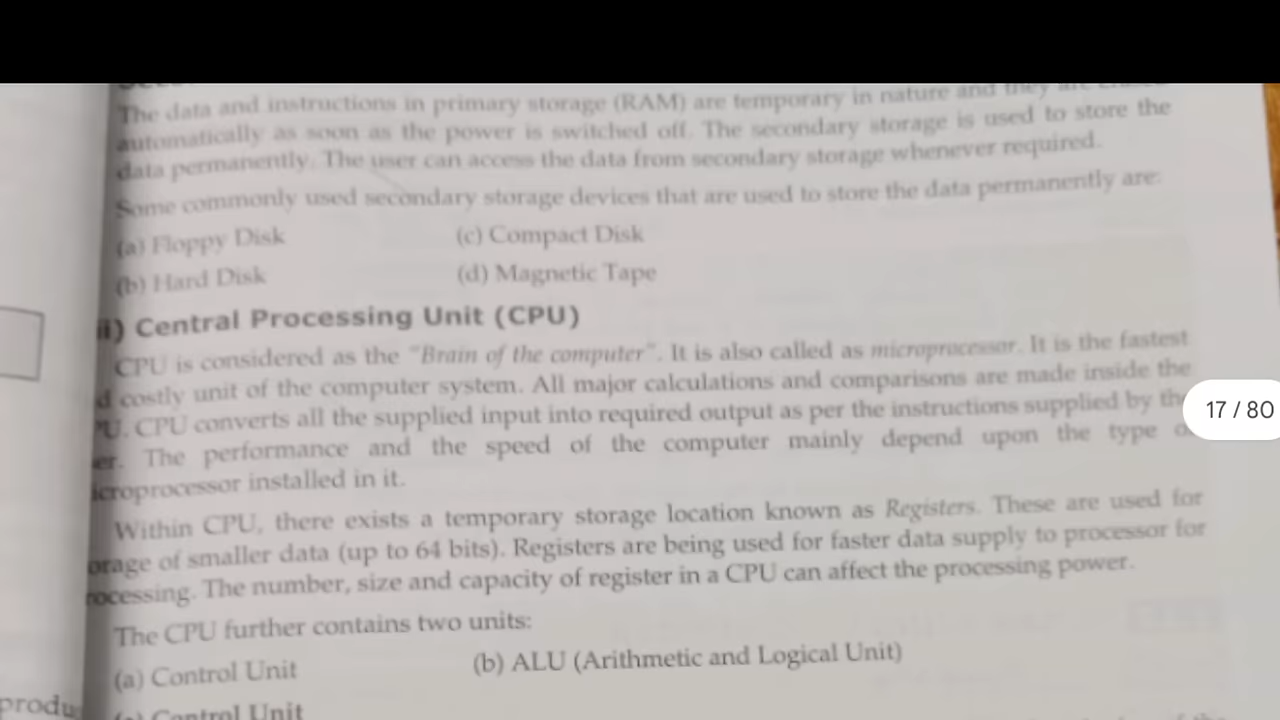 The data and instructions in primary storage (RAM) are temporary in nature and they are erased
automatically as soon as the power is switched off. The secondary storage is used to store the
data permanently. The user can access the data from secondary storage whenever required.
Some commonly used secondary storage devices that are used to store the data permanently are:
(a) Floppy Disk (c) Compact Disk
(b) Hard Disk (d) Magnetic Tape
ii) Central Processing Unit (CPU)
CPU is considered as the "Brain of the computer". It is also called as microprocessor. It is the fastest
d costly unit of the computer system. All major calculations and comparisons are made inside the
PU. CPU converts all the supplied input into required output as per the instructions supplied by the
er. The performance and the speed of the computer mainly depend upon the type o
icroprocessor installed in it.
Within CPU, there exists a temporary storage location known as Registers. These are used for
orage of smaller data (up to 64 bits). Registers are being used for faster data supply to processor for
rocessing. The number, size and capacity of register in a CPU can affect the processing power.
The CPU further contains two units:
(a) Control Unit (b) ALU (Arithmetic and Logical Unit)
Control Unit
produ
17 / 80